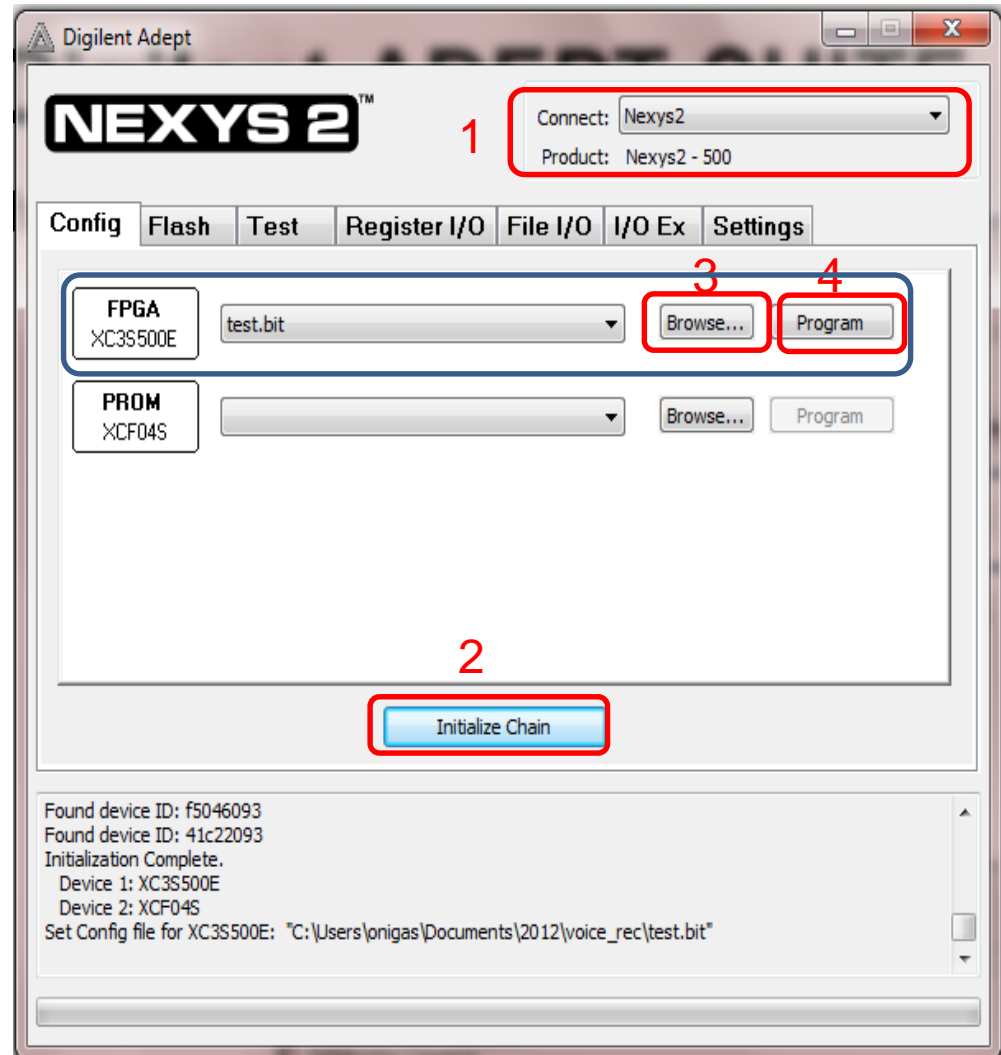 Digilent Adept
NEXYS 2™
1
Connect: Nexys2
Product: Nexys2 - 500
Config Flash Test Register I/O File I/O I/O Ex Settings
3 4
FPGA
XC3S500E
test.bit
Browse... Program
PROM
XCF04S
Browse... Program
2
Initialize Chain
Found device ID: f5046093
Found device ID: 41c22093
Initialization Complete.
Device 1: XC3S500E
Device 2: XCF04S
Set Config file for XC3S500E: "C:\Users\onigas\Documents\2012\voice_rec\test.bit"